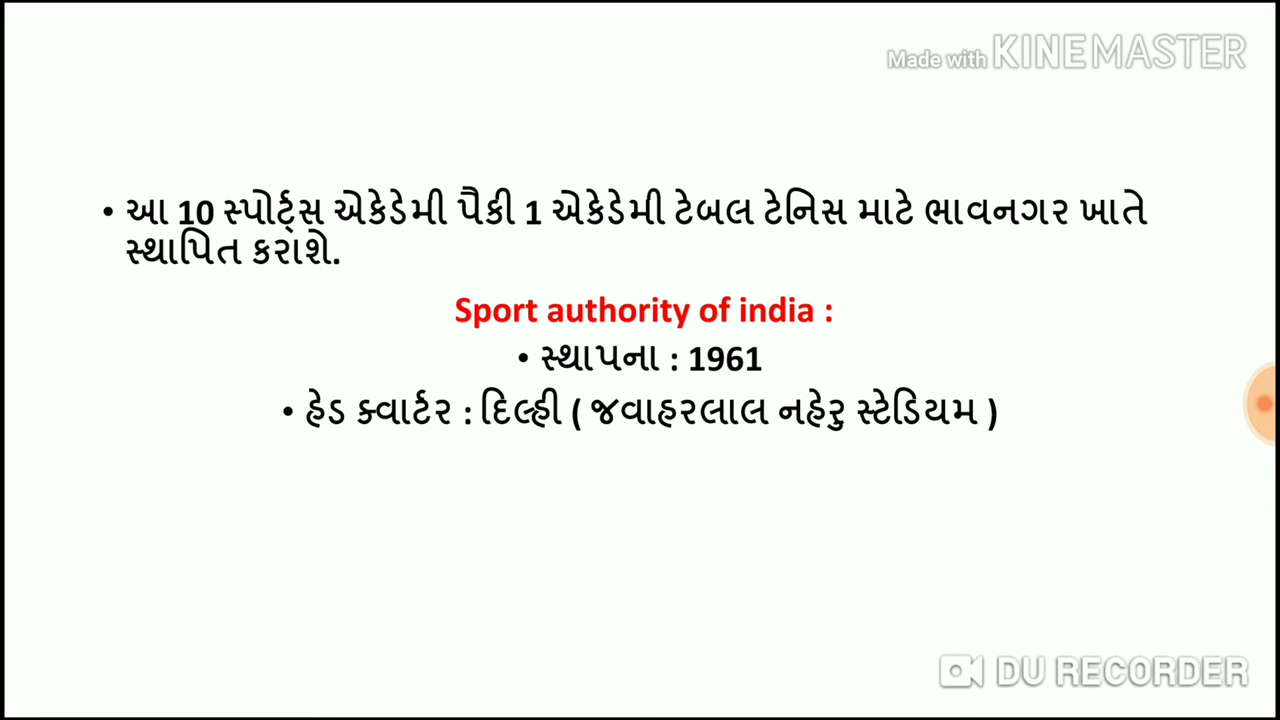 Made with KINEMASTER
• આ 10 સ્પોર્ટ્સ એકેડેમી પૈકી 1 એકેડેમી ટેબલ ટેનિસ માટે ભાવનગર ખાતે
સ્થાપિત કરાશે.
Sport authority of india :
• સ્થાપના : 1961
• હેડ ક્વાર્ટર : દિલ્હી ( જવાહરલાલ નહેરુ સ્ટેડિયમ )
DU RECORDER